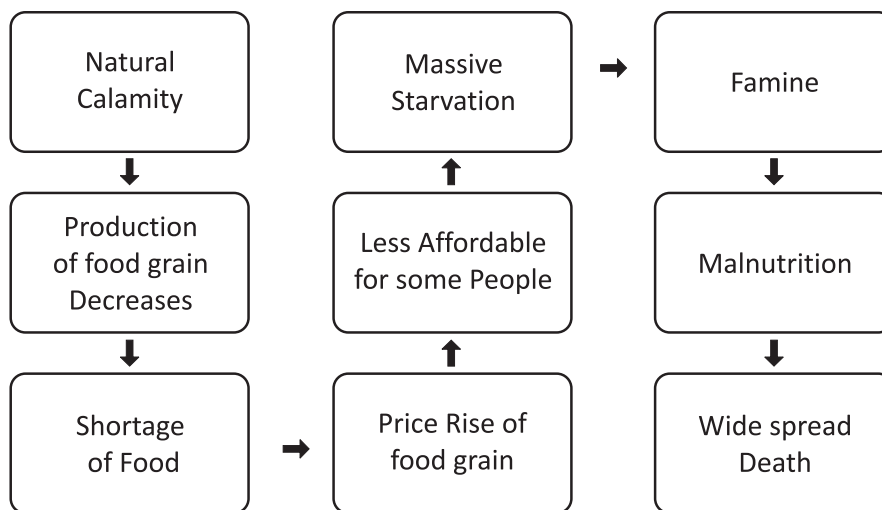 Natural
Calamity
Production
of food grain
Decreases
Shortage
of Food
Price Rise of
food grain
Less Affordable
for some People
Massive
Starvation
Famine
Malnutrition
Wide spread
Death